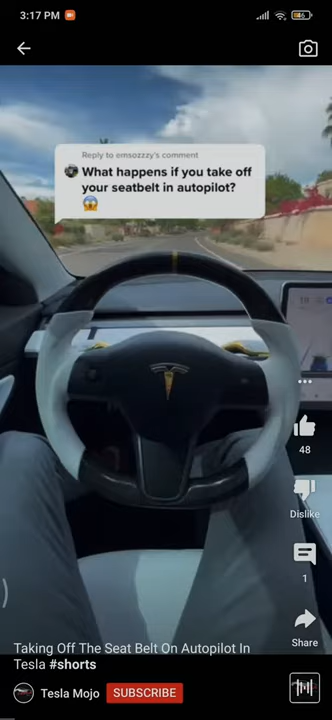 3:17 PM
46
Reply to emsozzzy's comment
What happens if you take off
your seatbelt in autopilot?
😱
48
Dislike
1
Share
Taking Off The Seat Belt On Autopilot In
Tesla #shorts
Tesla Mojo SUBSCRIBE